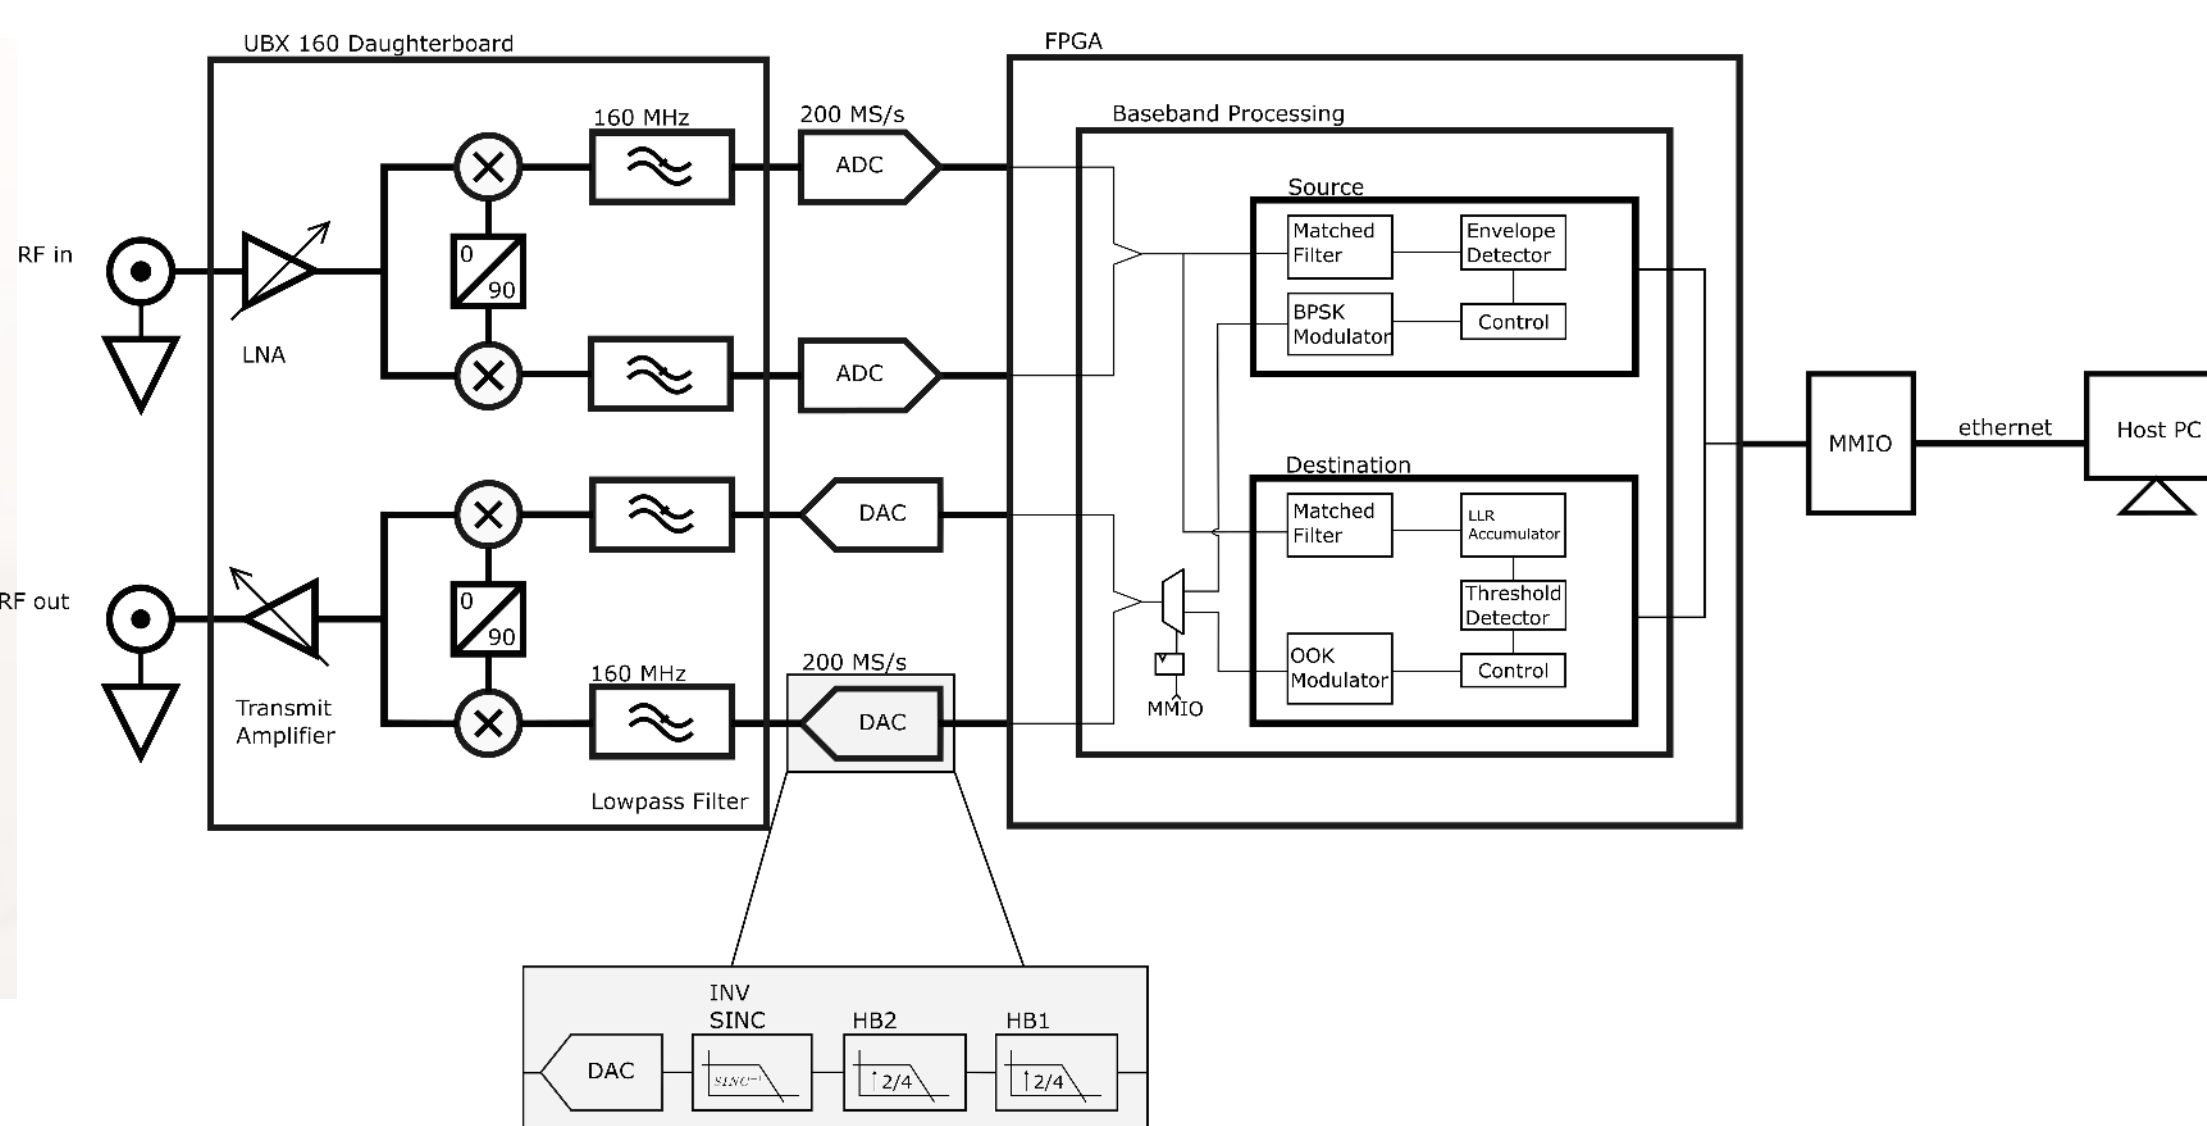 UBX 160 Daughterboard
FPGA
160 MHz
200 MS/s
Baseband Processing
ADC
Source
Matched
Filter
Envelope
Detector
RF in
0
90
BPSK
Modulator
Control
LNA
ADC
MMIO
ethernet
Host PC
Destination
DAC
Matched
Filter
LLR
Accumulator
RF out
0
90
Threshold
Detector
OOK
Modulator
Control
160 MHz
200 MS/s
Transmit
Amplifier
DAC
MMIO
Lowpass Filter
INV
SINC
HB2
HB1
DAC
SINC⁻¹
↑2/4
↑2/4